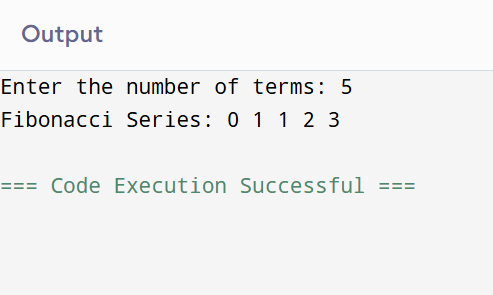 Output
Enter the number of terms: 5
Fibonacci Series: 0 1 1 2 3
=== Code Execution Successful ===